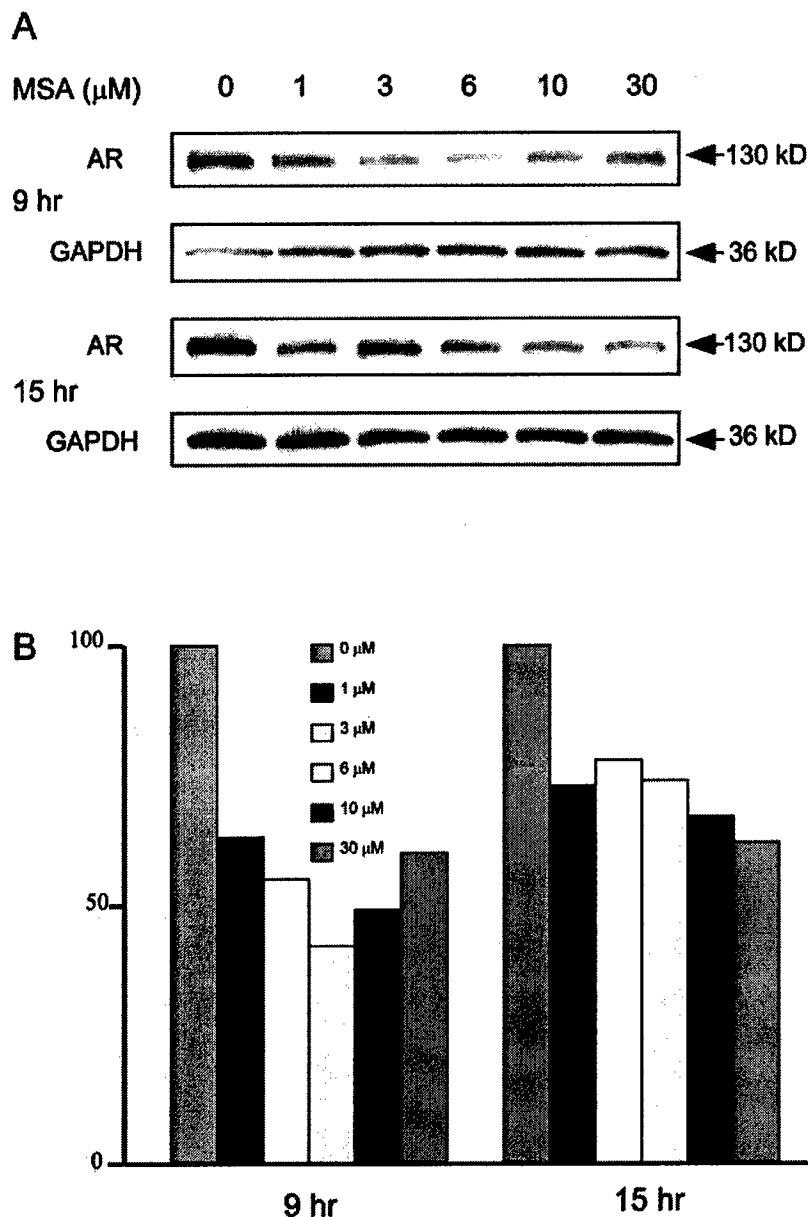 A
MSA (μM) 0 1 3 6 10 30
AR 130 kD
9 hr
GAPDH 36 kD
AR 130 kD
15 hr
GAPDH 36 kD
B
100
0 μM
1 μM
3 μM
6 μM
10 μM
30 μM
50
0
9 hr 15 hr